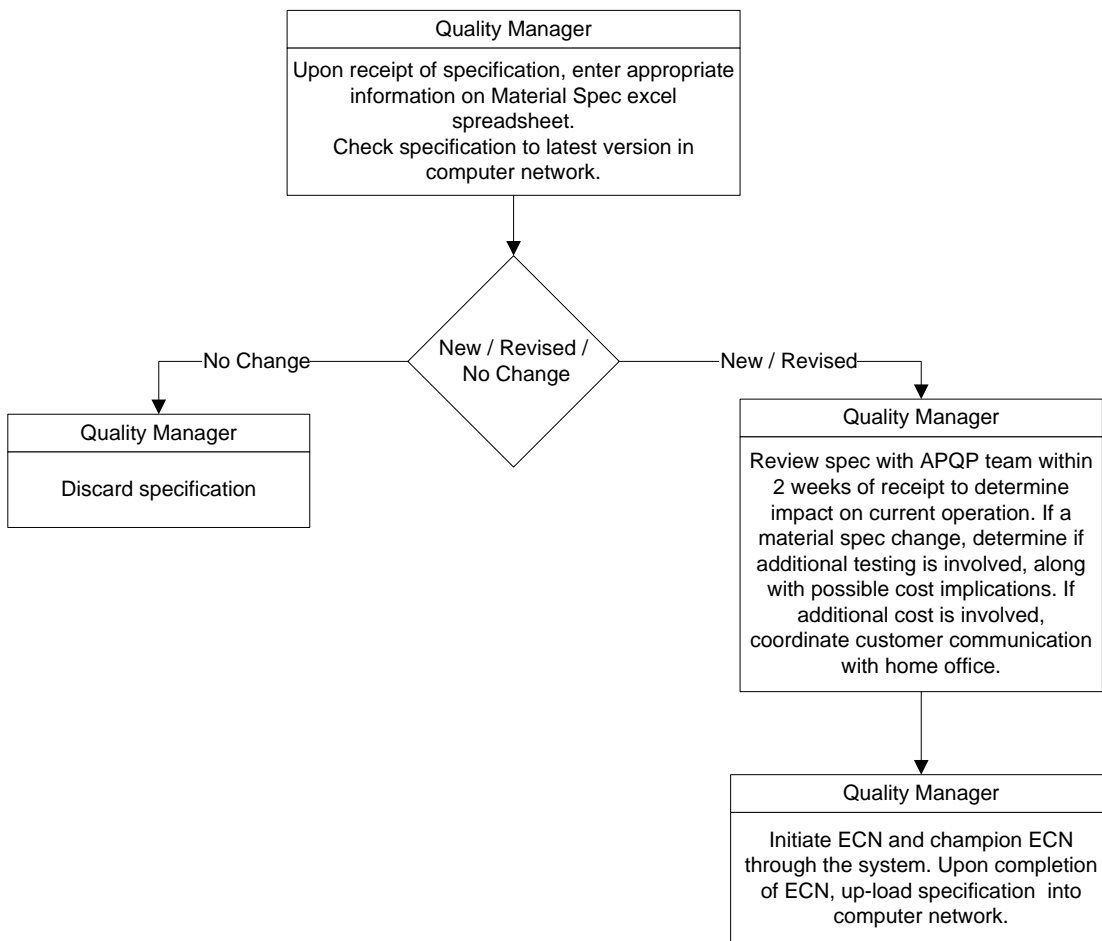 Quality Manager
Upon receipt of specification, enter appropriate
information on Material Spec excel
spreadsheet.
Check specification to latest version in
computer network.
New / Revised /
No Change
No Change
New / Revised
Quality Manager
Discard specification
Quality Manager
Review spec with APQP team within
2 weeks of receipt to determine
impact on current operation. If a
material spec change, determine if
additional testing is involved, along
with possible cost implications. If
additional cost is involved,
coordinate customer communication
with home office.
Quality Manager
Initiate ECN and champion ECN
through the system. Upon completion
of ECN, up-load specification  into
computer network.